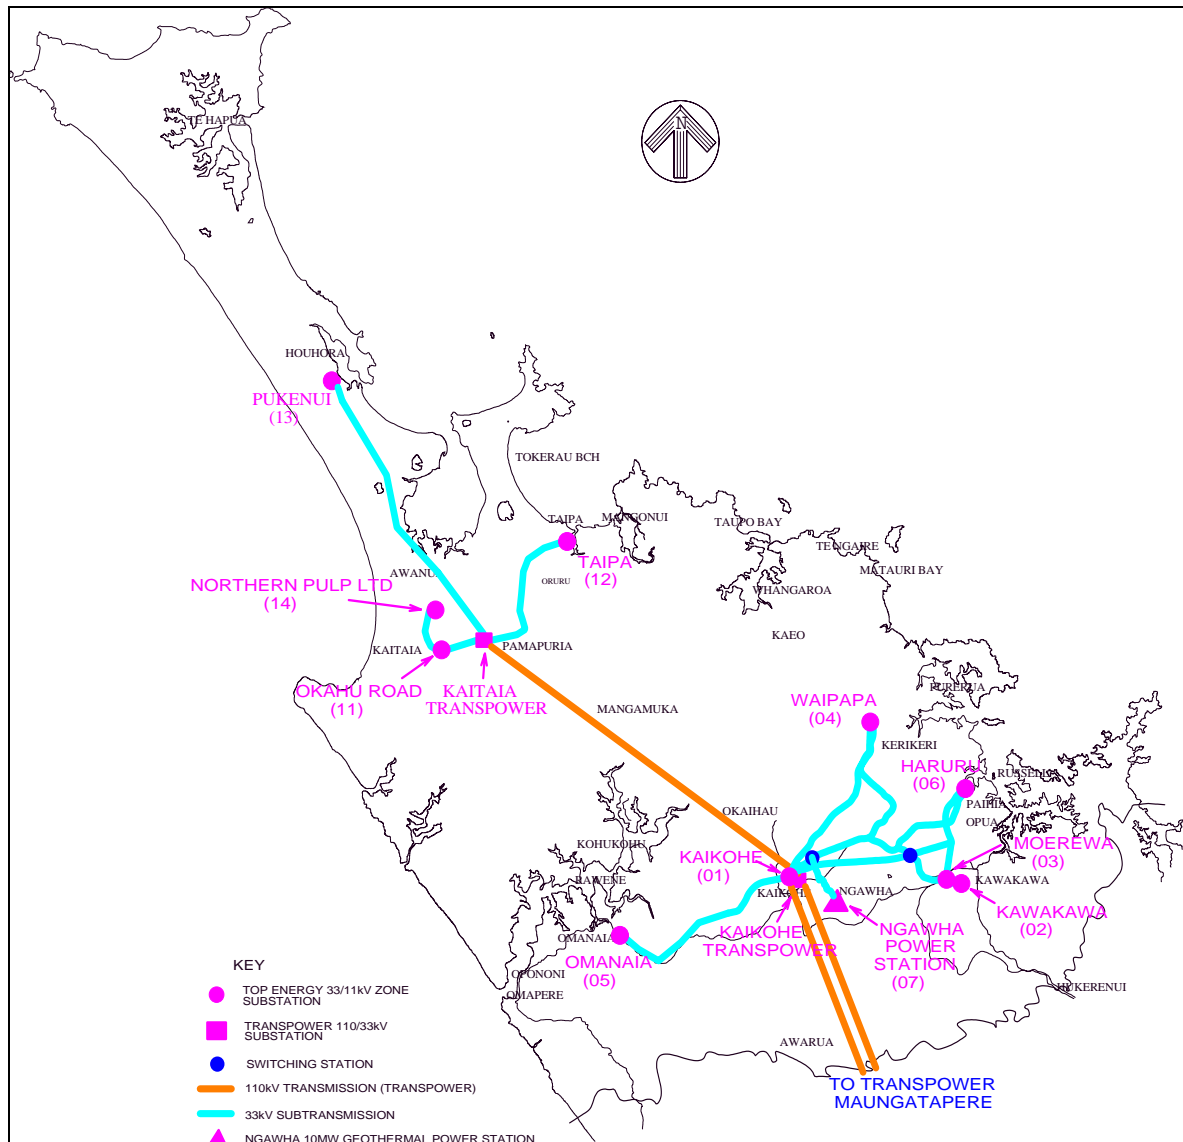 TE HAPUA
N
HOUHORA
PUKENUI
(13)
TOKERAU BCH
TAIPA
MANGONUI
TAUPO BAY
TE NGAIRE
MATAURI BAY
TAIPA
(12)
AWANUI
ORURU
NORTHERN PULP LTD
(14)
WHANGAROA
KAEO
KAITAIA
PAMAPURIA
OKAHU ROAD
(11)
KAITAIA
TRANSPOWER
MANGAMUKA
PURERUA
WAIPAPA
(04)
KERIKERI
HARURU
(06)
RUSSELL
PAIHIA
OPUA
OKAIHAU
MOEREWA
(03)
KOHUKOHU
KAIKOHE
(01)
RAWENE
KAIKOHE
NGAWHA
KAWAKAWA
KAWAKAWA
(02)
KAIKOHE
TRANSPOWER
NGAWHA
POWER
STATION
(07)
OMANAIA
OMANAIA
(05)
OPONONI
OMAPERE
HUKERENUI
AWARUA
TO TRANSPOWER
MAUNGATAPERE
KEY
TOP ENERGY 33/11kV ZONE
SUBSTATION
TRANSPOWER 110/33kV
SUBSTATION
SWITCHING STATION
110kV TRANSMISSION (TRANSPOWER)
33kV SUBTRANSMISSION
NGAWHA 10MW GEOTHERMAL POWER STATION